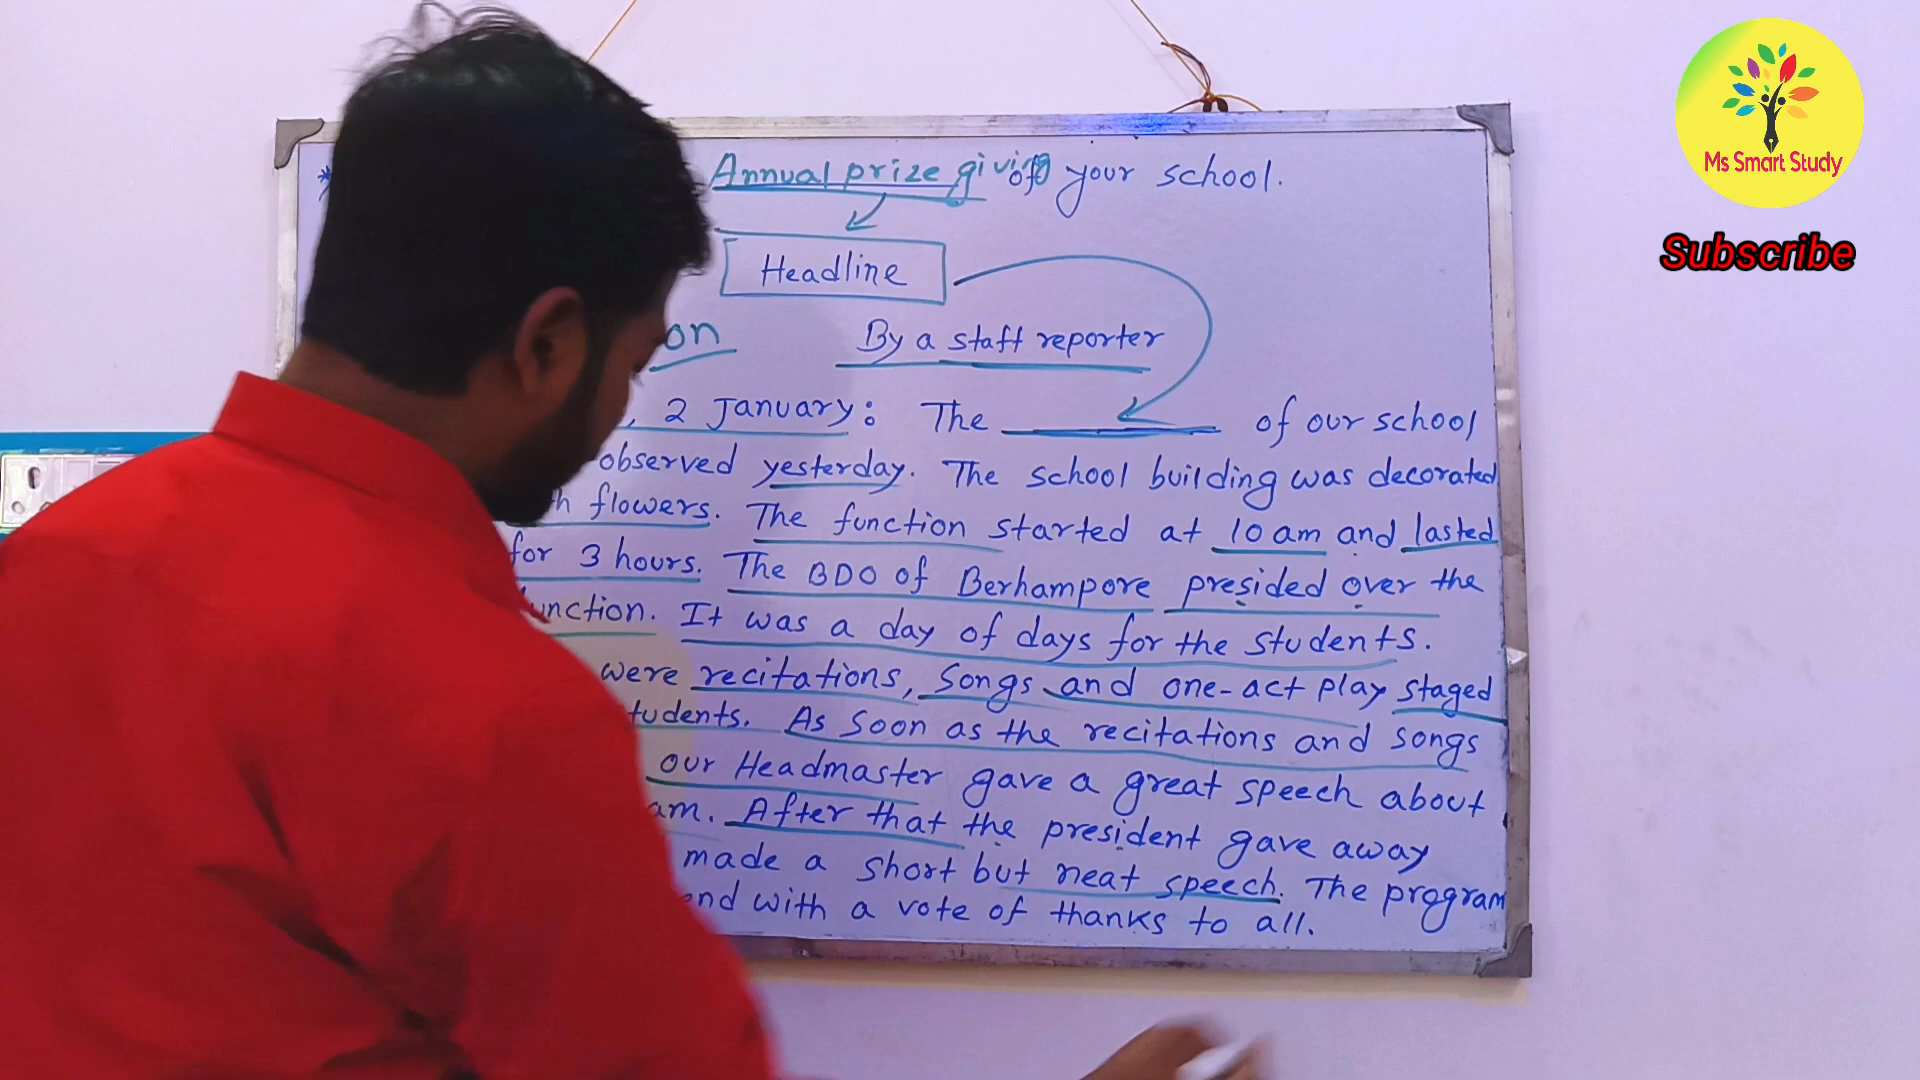 Annual prize giving of your school.
Headline
on By a staff reporter
, 2 January: The of our school
observed yesterday. The school building was decorated
h flowers. The function started at 10 am and lasted
for 3 hours. The BDO of Berhampore presided over the
unction. It was a day of days for the students.
were recitations, songs and one-act play staged
tudents. As soon as the recitations and songs
our Headmaster gave a great speech about
am. After that the president gave away
made a short but neat speech. The program
end with a vote of thanks to all.
Ms Smart Study
Subscribe